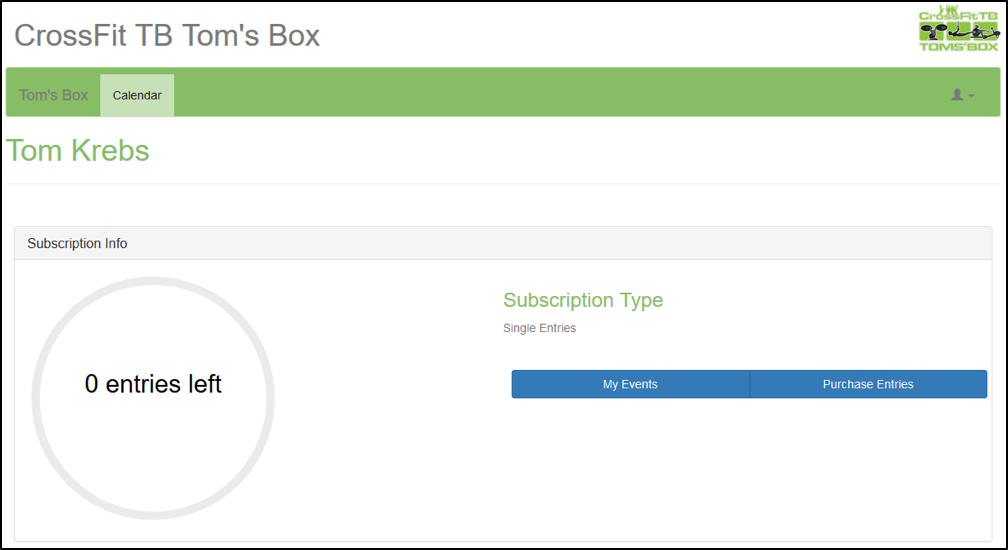 CrossFit TB Tom's Box
CrossFit TB
TOMS'BOX
Tom's Box
Calendar
Tom Krebs
Subscription Info
0 entries left
Subscription Type
Single Entries
My Events
Purchase Entries